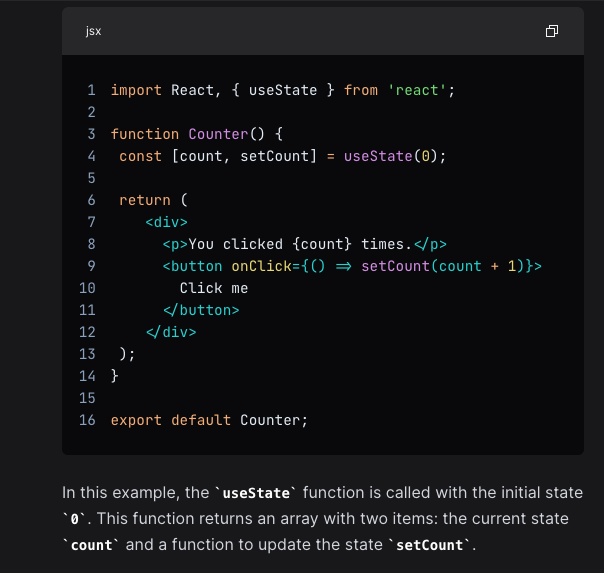 jsx
1 import React, { useState } from 'react';
2
3 function Counter() {
4  const [count, setCount] = useState(0);
5
6  return (
7     <div>
8       <p>You clicked {count} times.</p>
9       <button onClick={() => setCount(count + 1)}>
10         Click me
11       </button>
12     </div>
13  );
14 }
15
16 export default Counter;
In this example, the `useState` function is called with the initial state
`0`. This function returns an array with two items: the current state
`count` and a function to update the state `setCount`.